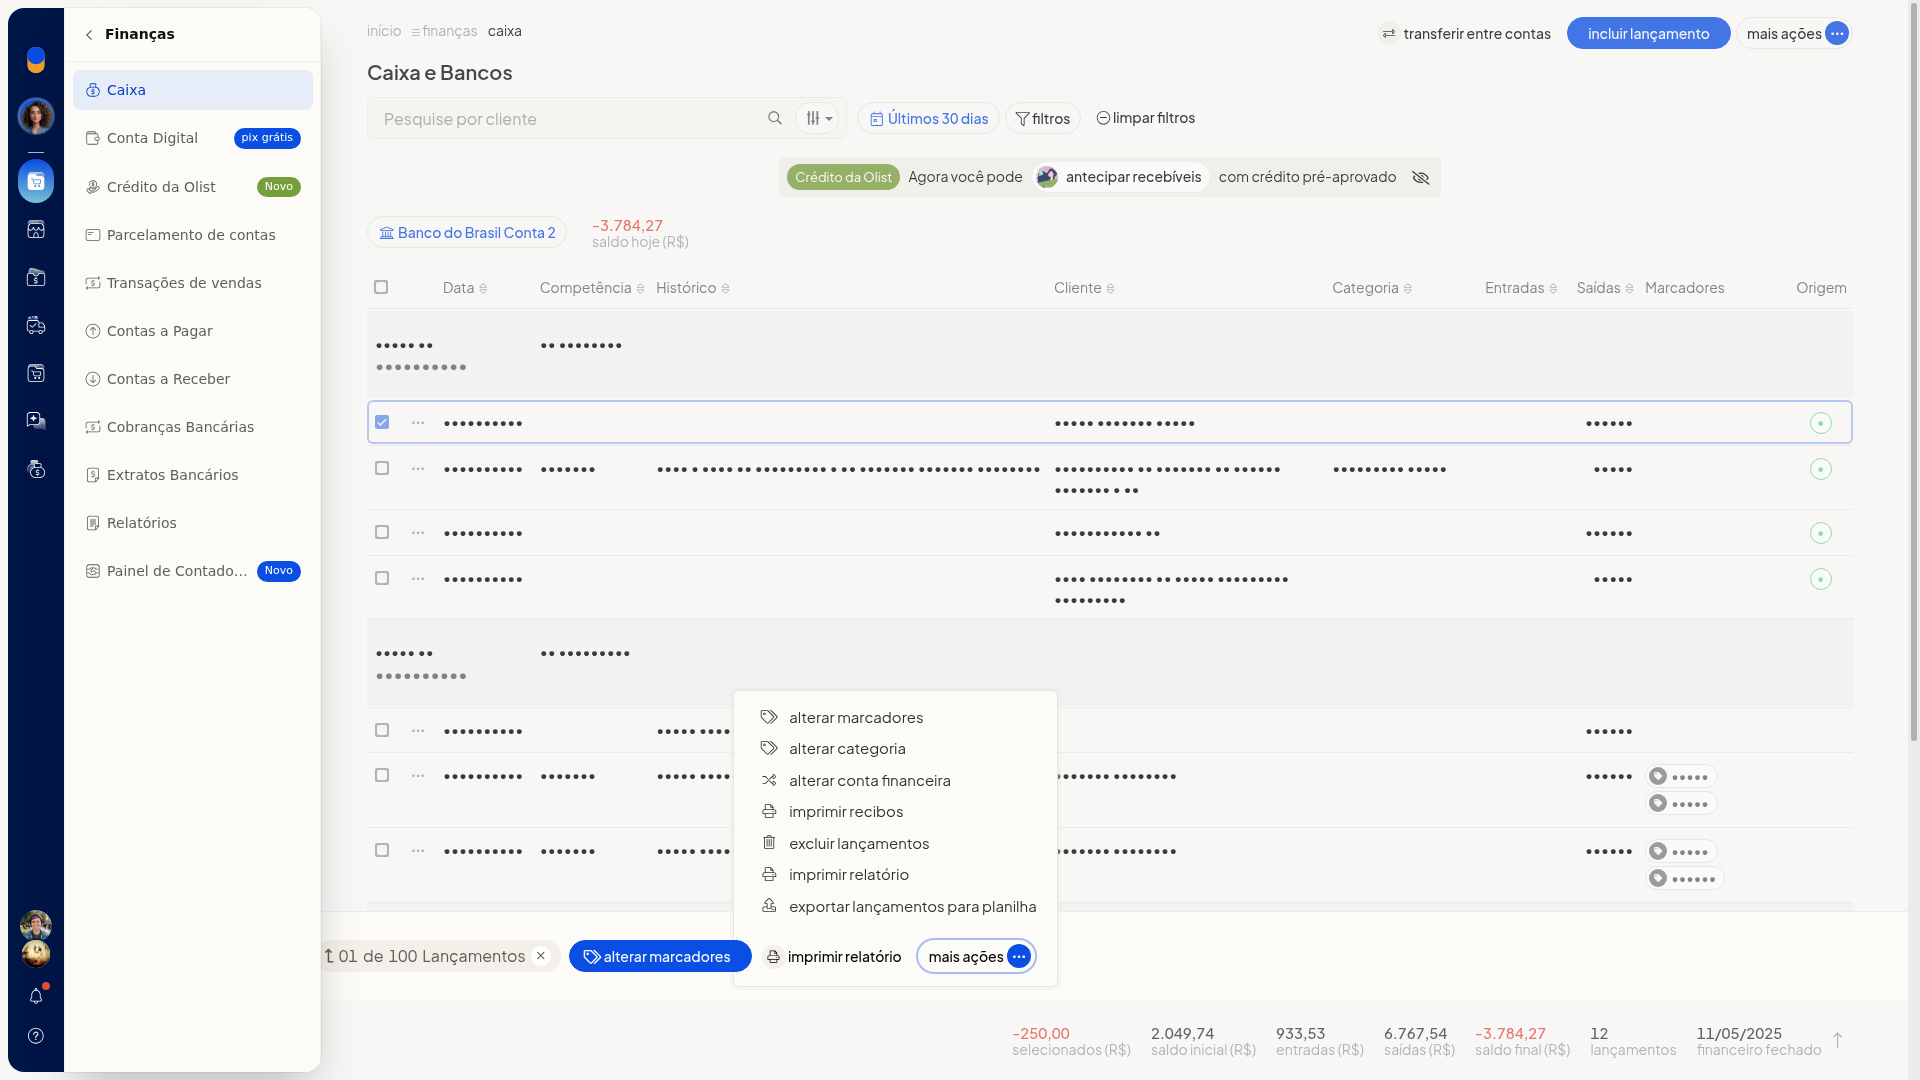 Finanças
Caixa
Conta Digital
pix grátis
Crédito da Olist
Novo
Parcelamento de contas
Transações de vendas
Contas a Pagar
Contas a Receber
Cobranças Bancárias
Extratos Bancários
Relatórios
Painel de Contado...
Novo
início finanças caixa
transferir entre contas
incluir lançamento
mais ações
Caixa e Bancos
Pesquise por cliente
Últimos 30 dias
filtros
limpar filtros
Crédito da Olist Agora você pode antecipar recebíveis com crédito pré-aprovado
Banco do Brasil Conta 2
-3.784,27
saldo hoje (R$)
Data Competência Histórico Cliente Categoria Entradas Saídas Marcadores Origem
alterar marcadores
alterar categoria
alterar conta financeira
imprimir recibos
excluir lançamentos
imprimir relatório
exportar lançamentos para planilha
01 de 100 Lançamentos
alterar marcadores
imprimir relatório
mais ações
-250,00
selecionados (R$)
2.049,74
saldo inicial (R$)
933,53
entradas (R$)
6.767,54
saídas (R$)
-3.784,27
saldo final (R$)
12
lançamentos
11/05/2025
financeiro fechado